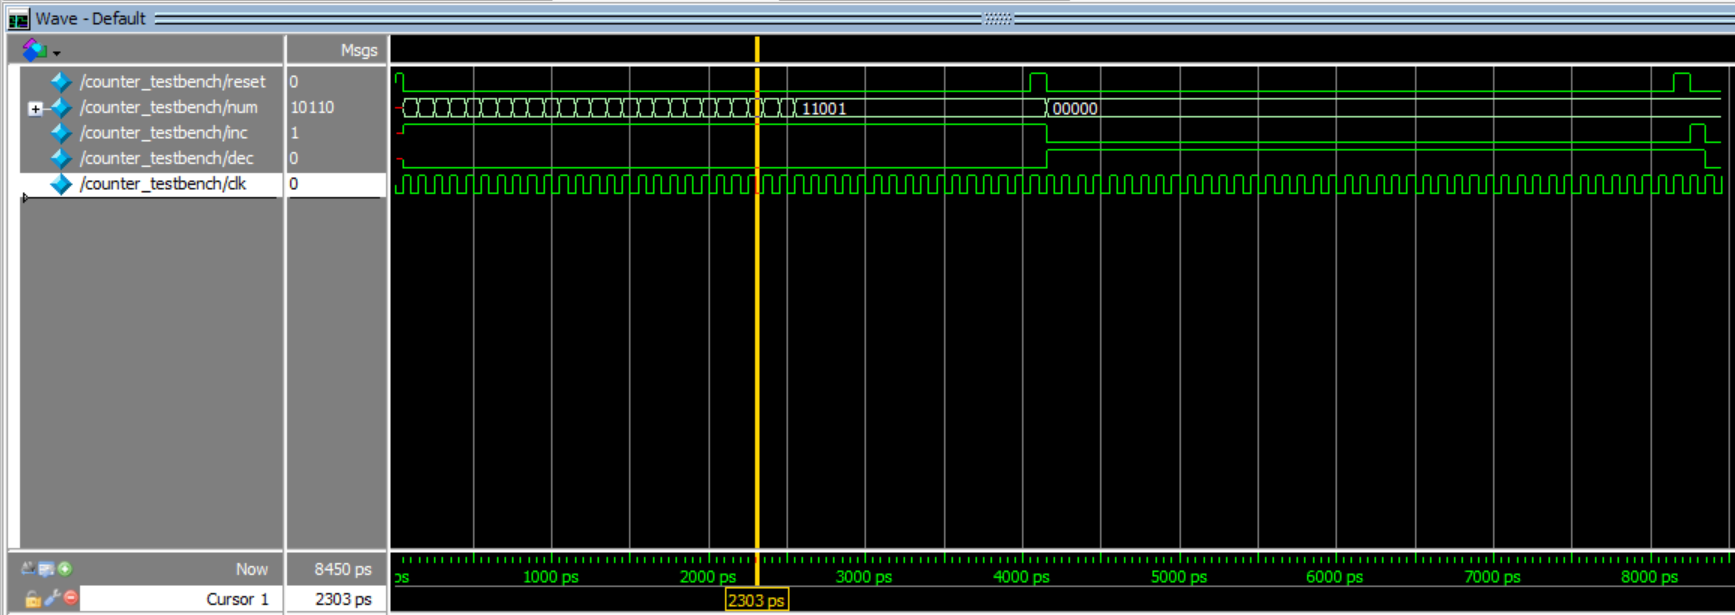 Wave - Default
Msgs
/counter_testbench/reset 0
/counter_testbench/num 10110 11001 00000
/counter_testbench/inc 1
/counter_testbench/dec 0
/counter_testbench/clk 0
Now 8450 ps ps 1000 ps 2000 ps 3000 ps 4000 ps 5000 ps 6000 ps 7000 ps 8000 ps
Cursor 1 2303 ps 2303 ps